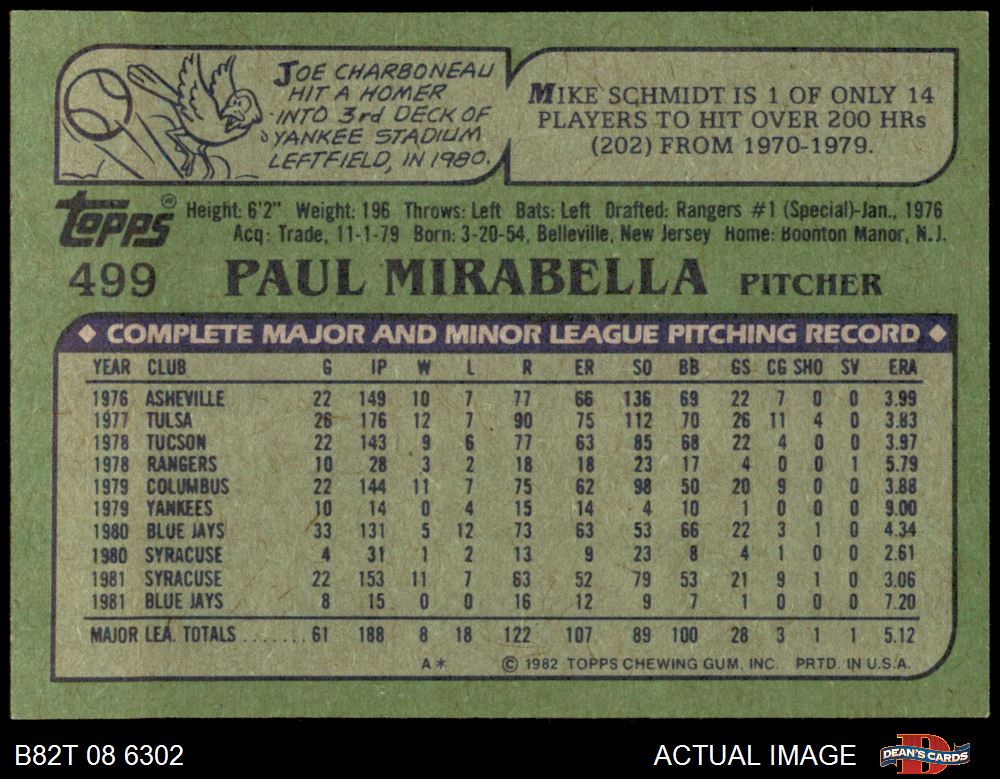 JOE CHARBONEAU
HIT A HOMER
INTO 3rd DECK OF
YANKEE STADIUM
LEFTFIELD, IN 1980.
MIKE SCHMIDT IS 1 OF ONLY 14
PLAYERS TO HIT OVER 200 HRs
(202) FROM 1970-1979.
Topps®
Height: 6'2" Weight: 196 Throws: Left Bats: Left Drafted: Rangers #1 (Special)-Jan., 1976
Acq: Trade, 11-1-79 Born: 3-20-54, Belleville, New Jersey Home: Boonton Manor, N.J.
499 PAUL MIRABELLA PITCHER
◆ COMPLETE MAJOR AND MINOR LEAGUE PITCHING RECORD ◆
YEAR CLUB G IP W L R ER SO BB GS CG SHO SV ERA
1976 ASHEVILLE 22 149 10 7 77 66 136 69 22 7 0 0 3.99
1977 TULSA 26 176 12 7 90 75 112 70 26 11 4 0 3.83
1978 TUCSON 22 143 9 6 77 63 85 68 22 4 0 0 3.97
1978 RANGERS 10 28 3 2 18 18 23 17 4 0 0 1 5.79
1979 COLUMBUS 22 144 11 7 75 62 98 50 20 9 0 0 3.88
1979 YANKEES 10 14 0 4 15 14 4 10 1 0 0 0 9.00
1980 BLUE JAYS 33 131 5 12 73 63 53 66 22 3 1 0 4.34
1980 SYRACUSE 4 31 1 2 13 9 23 8 4 1 0 0 2.61
1981 SYRACUSE 22 153 11 7 63 52 79 53 21 9 1 0 3.06
1981 BLUE JAYS 8 15 0 0 16 12 9 7 1 0 0 0 7.20
MAJOR LEA. TOTALS ....... 61 188 8 18 122 107 89 100 28 3 1 1 5.12
A* © 1982 TOPPS CHEWING GUM, INC. PRTD. IN U.S.A.
B82T 08 6302 ACTUAL IMAGE DEAN'S CARDS